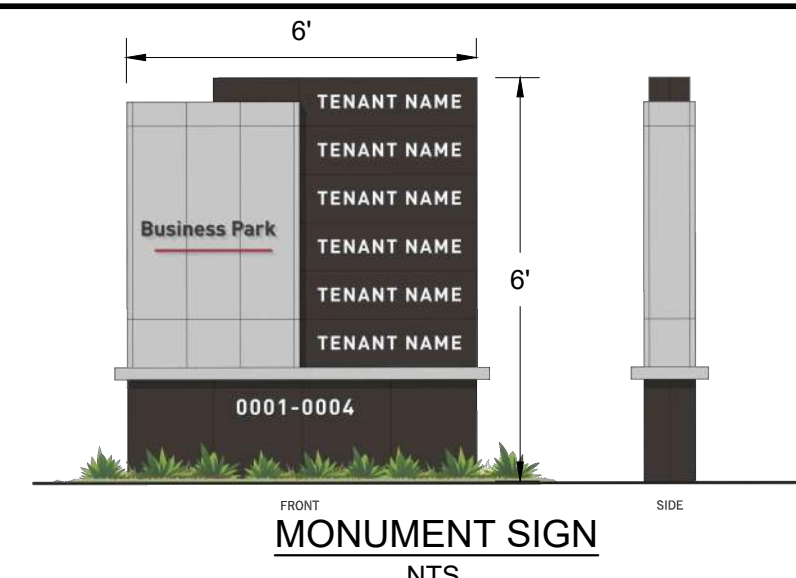 6'
TENANT NAME
TENANT NAME
TENANT NAME
Business Park
TENANT NAME
6'
TENANT NAME
TENANT NAME
0001-0004
FRONT
SIDE
MONUMENT SIGN
NTS